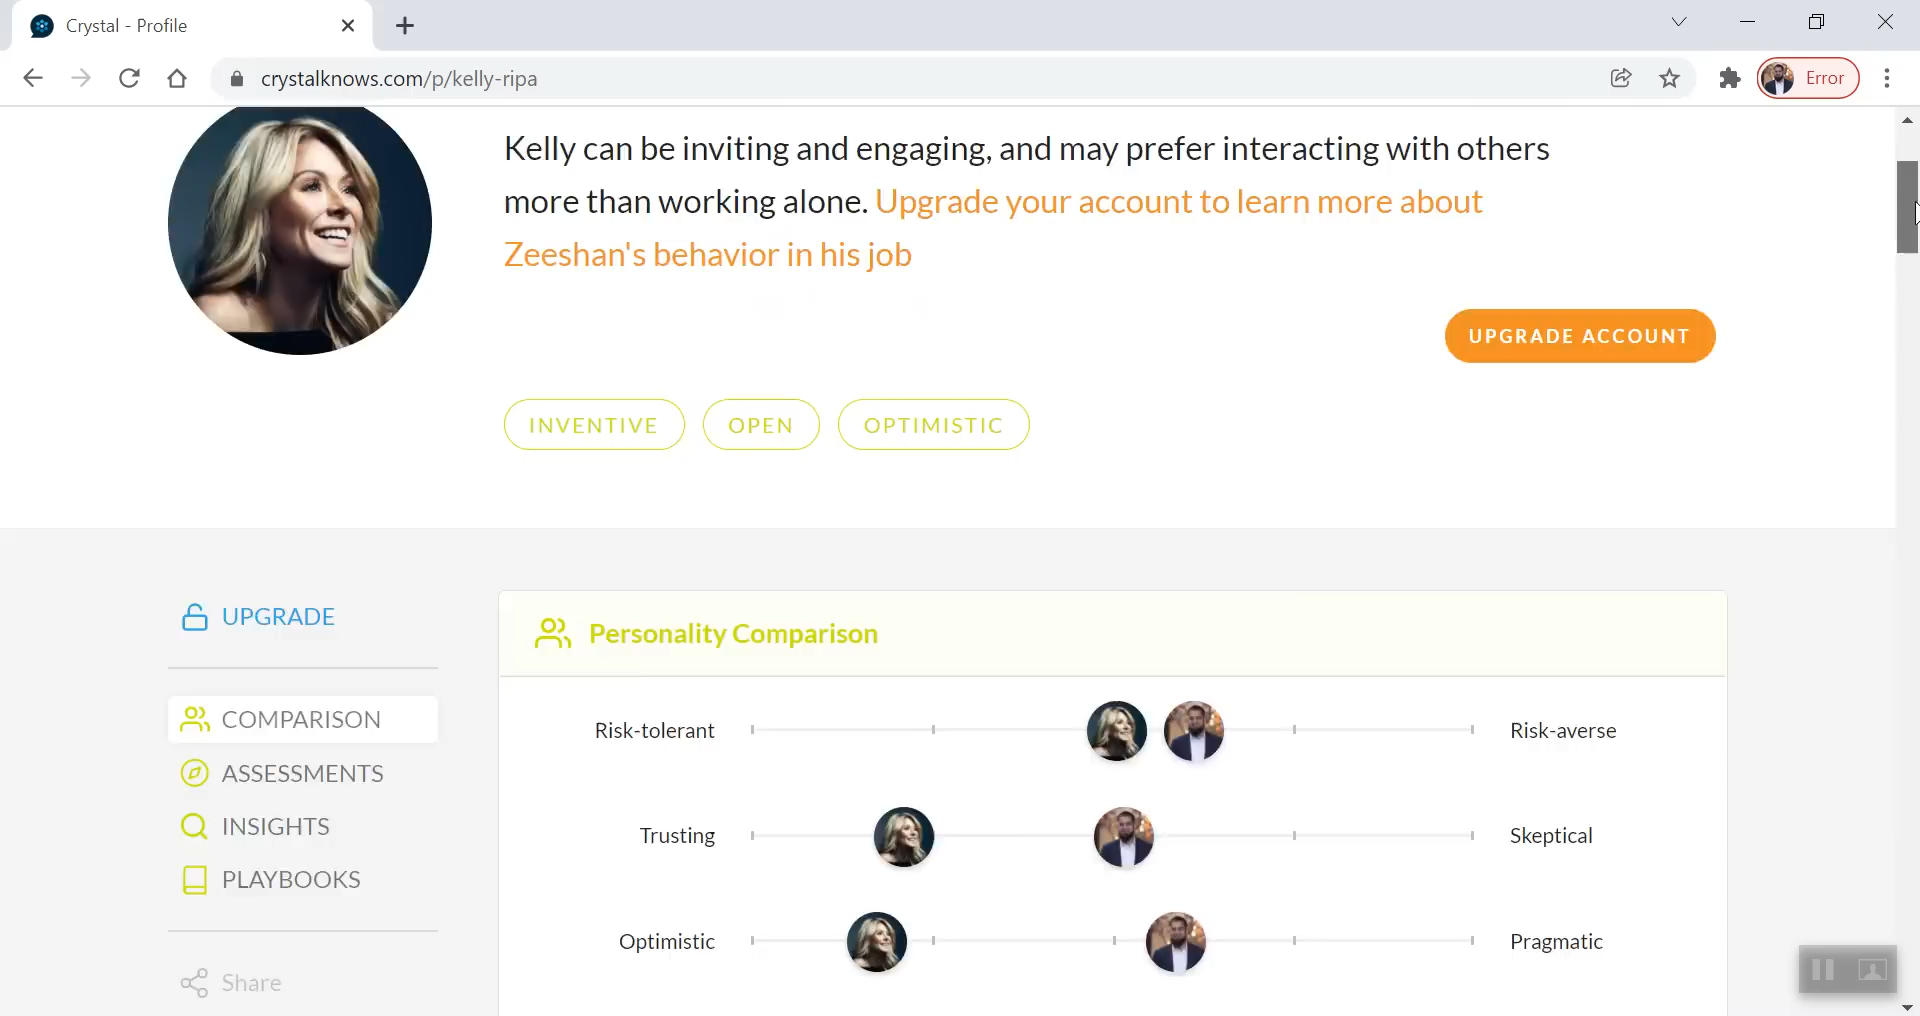 Crystal - Profile
crystalknows.com/p/kelly-ripa
Error
Kelly can be inviting and engaging, and may prefer interacting with others
more than working alone. Upgrade your account to learn more about
Zeeshan's behavior in his job
UPGRADE ACCOUNT
INVENTIVE OPEN OPTIMISTIC
UPGRADE
COMPARISON
ASSESSMENTS
INSIGHTS
PLAYBOOKS
Share
Personality Comparison
Risk-tolerant Risk-averse
Trusting Skeptical
Optimistic Pragmatic